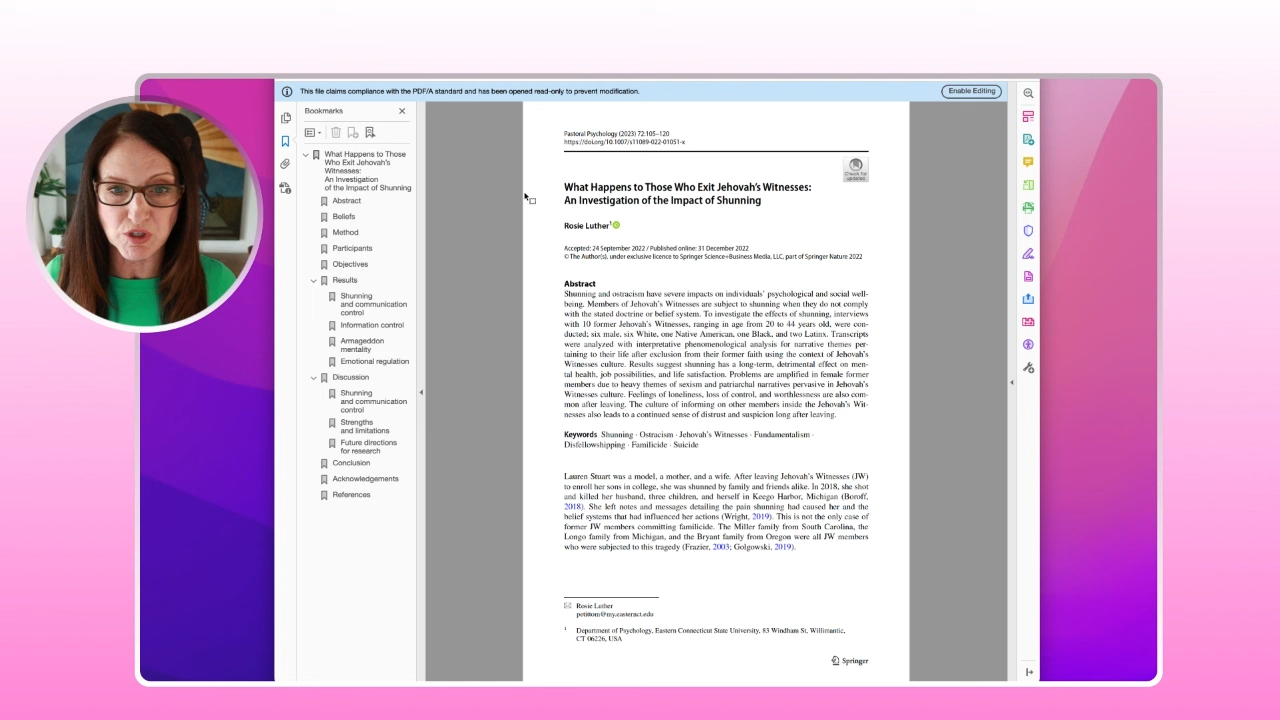 This file claims compliance with the PDF/A standard and has been opened read-only to prevent modification.
Enable Editing
Bookmarks
What Happens to Those
Who Exit Jehovah's
Witnesses:
An Investigation
of the Impact of Shunning
Abstract
Beliefs
Method
Participants
Objectives
Results
Shunning
and communication
control
Information control
Armageddon
mentality
Emotional regulation
Discussion
Shunning
and communication
control
Strengths
and limitations
Future directions
for research
Conclusion
Acknowledgements
References
Pastoral Psychology (2023) 72:105–120
https://doi.org/10.1007/s11089-022-01051-x
Check for
updates
What Happens to Those Who Exit Jehovah's Witnesses:
An Investigation of the Impact of Shunning
Rosie Luther1
Accepted: 24 September 2022 / Published online: 31 December 2022
© The Author(s), under exclusive licence to Springer Science+Business Media, LLC, part of Springer Nature 2022
Abstract
Shunning and ostracism have severe impacts on individuals' psychological and social well-
being. Members of Jehovah's Witnesses are subject to shunning when they do not comply
with the stated doctrine or belief system. To investigate the effects of shunning, interviews
with 10 former Jehovah's Witnesses, ranging in age from 20 to 44 years old, were con-
ducted; six male, six White, one Native American, one Black, and two Latinx. Transcripts
were analyzed with interpretative phenomenological analysis for narrative themes per-
taining to their life after exclusion from their former faith using the context of Jehovah's
Witnesses culture. Results suggest shunning has a long-term, detrimental effect on men-
tal health, job possibilities, and life satisfaction. Problems are amplified in female former
members due to heavy themes of sexism and patriarchal narratives pervasive in Jehovah's
Witnesses culture. Feelings of loneliness, loss of control, and worthlessness are also com-
mon after leaving. The culture of informing on other members inside the Jehovah's Wit-
nesses also leads to a continued sense of distrust and suspicion long after leaving.
Keywords Shunning · Ostracism · Jehovah's Witnesses · Fundamentalism ·
Disfellowshipping · Familicide · Suicide
Lauren Stuart was a model, a mother, and a wife. After leaving Jehovah's Witnesses (JW)
to enroll her sons in college, she was shunned by family and friends alike. In 2018, she shot
and killed her husband, three children, and herself in Keego Harbor, Michigan (Boroff,
2018). She left notes and messages detailing the pain shunning had caused her and the
belief systems that had influenced her actions (Wright, 2019). This is not the only case of
former JW members committing familicide. The Miller family from South Carolina, the
Longo family from Michigan, and the Bryant family from Oregon were all JW members
who were subjected to this tragedy (Frazier, 2003; Golgowski, 2019).
Rosie Luther
petittom@my.easternct.edu
1 Department of Psychology, Eastern Connecticut State University, 83 Windham St, Willimantic,
CT 06226, USA
Springer